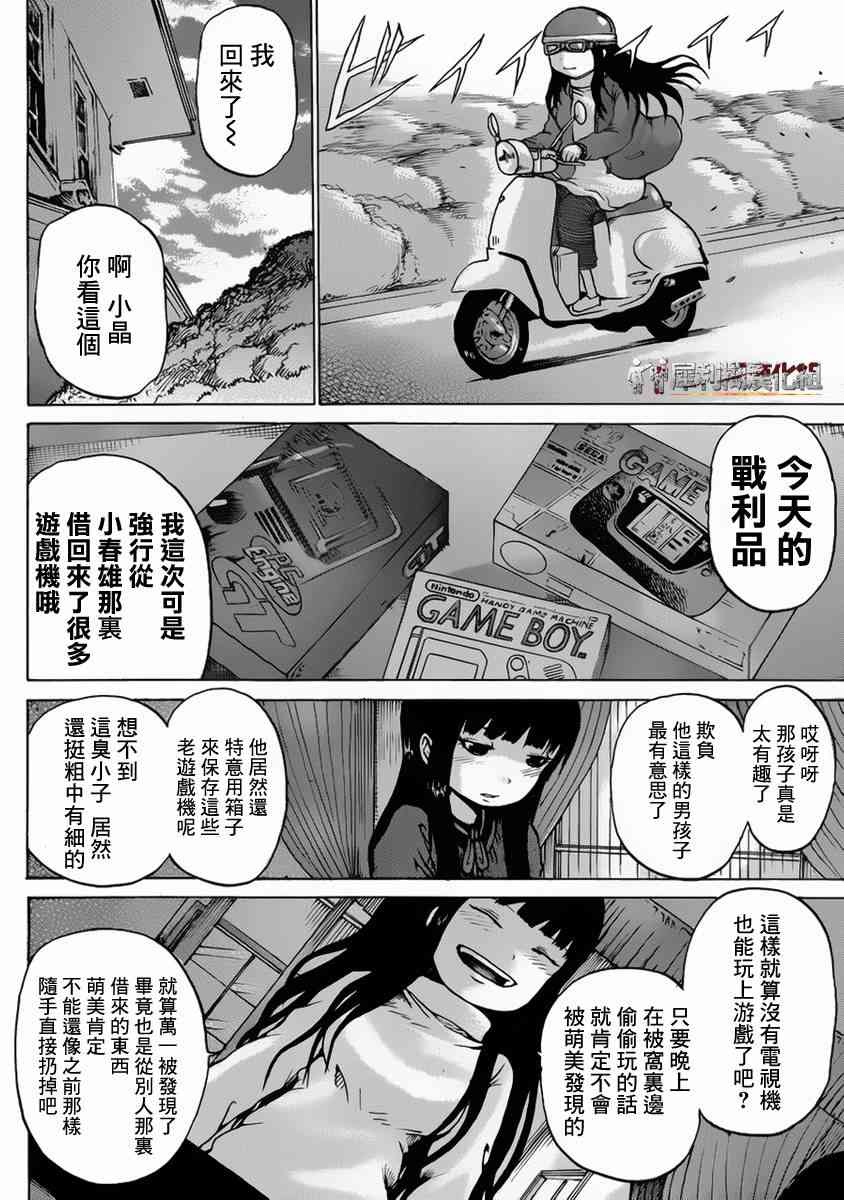 我
回來了~
啊 小晶
你看這個
犀利描漢化組
今天的
戰利品
SEGA
GAME
Nintendo
HANDY GAME MACHINE
GAME BOY
PC
Engine
GT
GT
我這次可是
強行從
小春雄那裏
借回來了很多
遊戲機哦
哎呀呀
那孩子真是
太有趣了
欺負
他這樣的男孩子
最有意思了
他居然還
特意用箱子
來保存這些
老遊戲機呢
想不到
這臭小子 居然
還挺粗中有細的
這樣就算沒有電視機
也能玩上游戲了吧?
只要晚上
在被窩裏邊
偷偷玩的話
就肯定不會
被萌美發現的
就算萬一被發現了
畢竟也是從別人那裏
借來的東西
萌美肯定
不能還像之前那樣
隨手直接扔掉吧